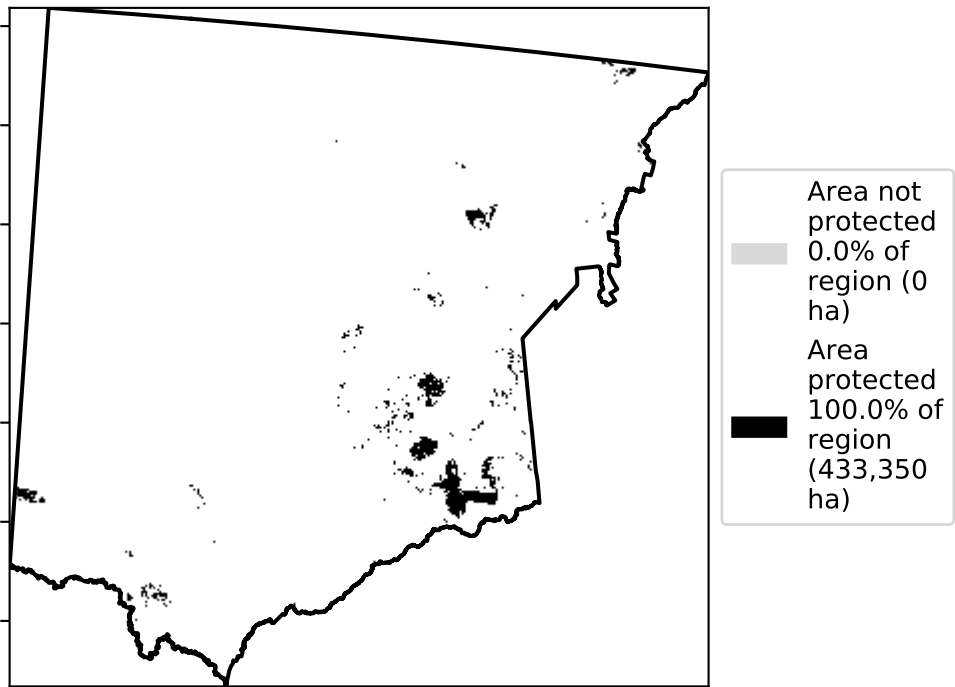 Area not
protected
0.0% of
region (0
ha)
Area
protected
100.0% of
region
(433,350
ha)